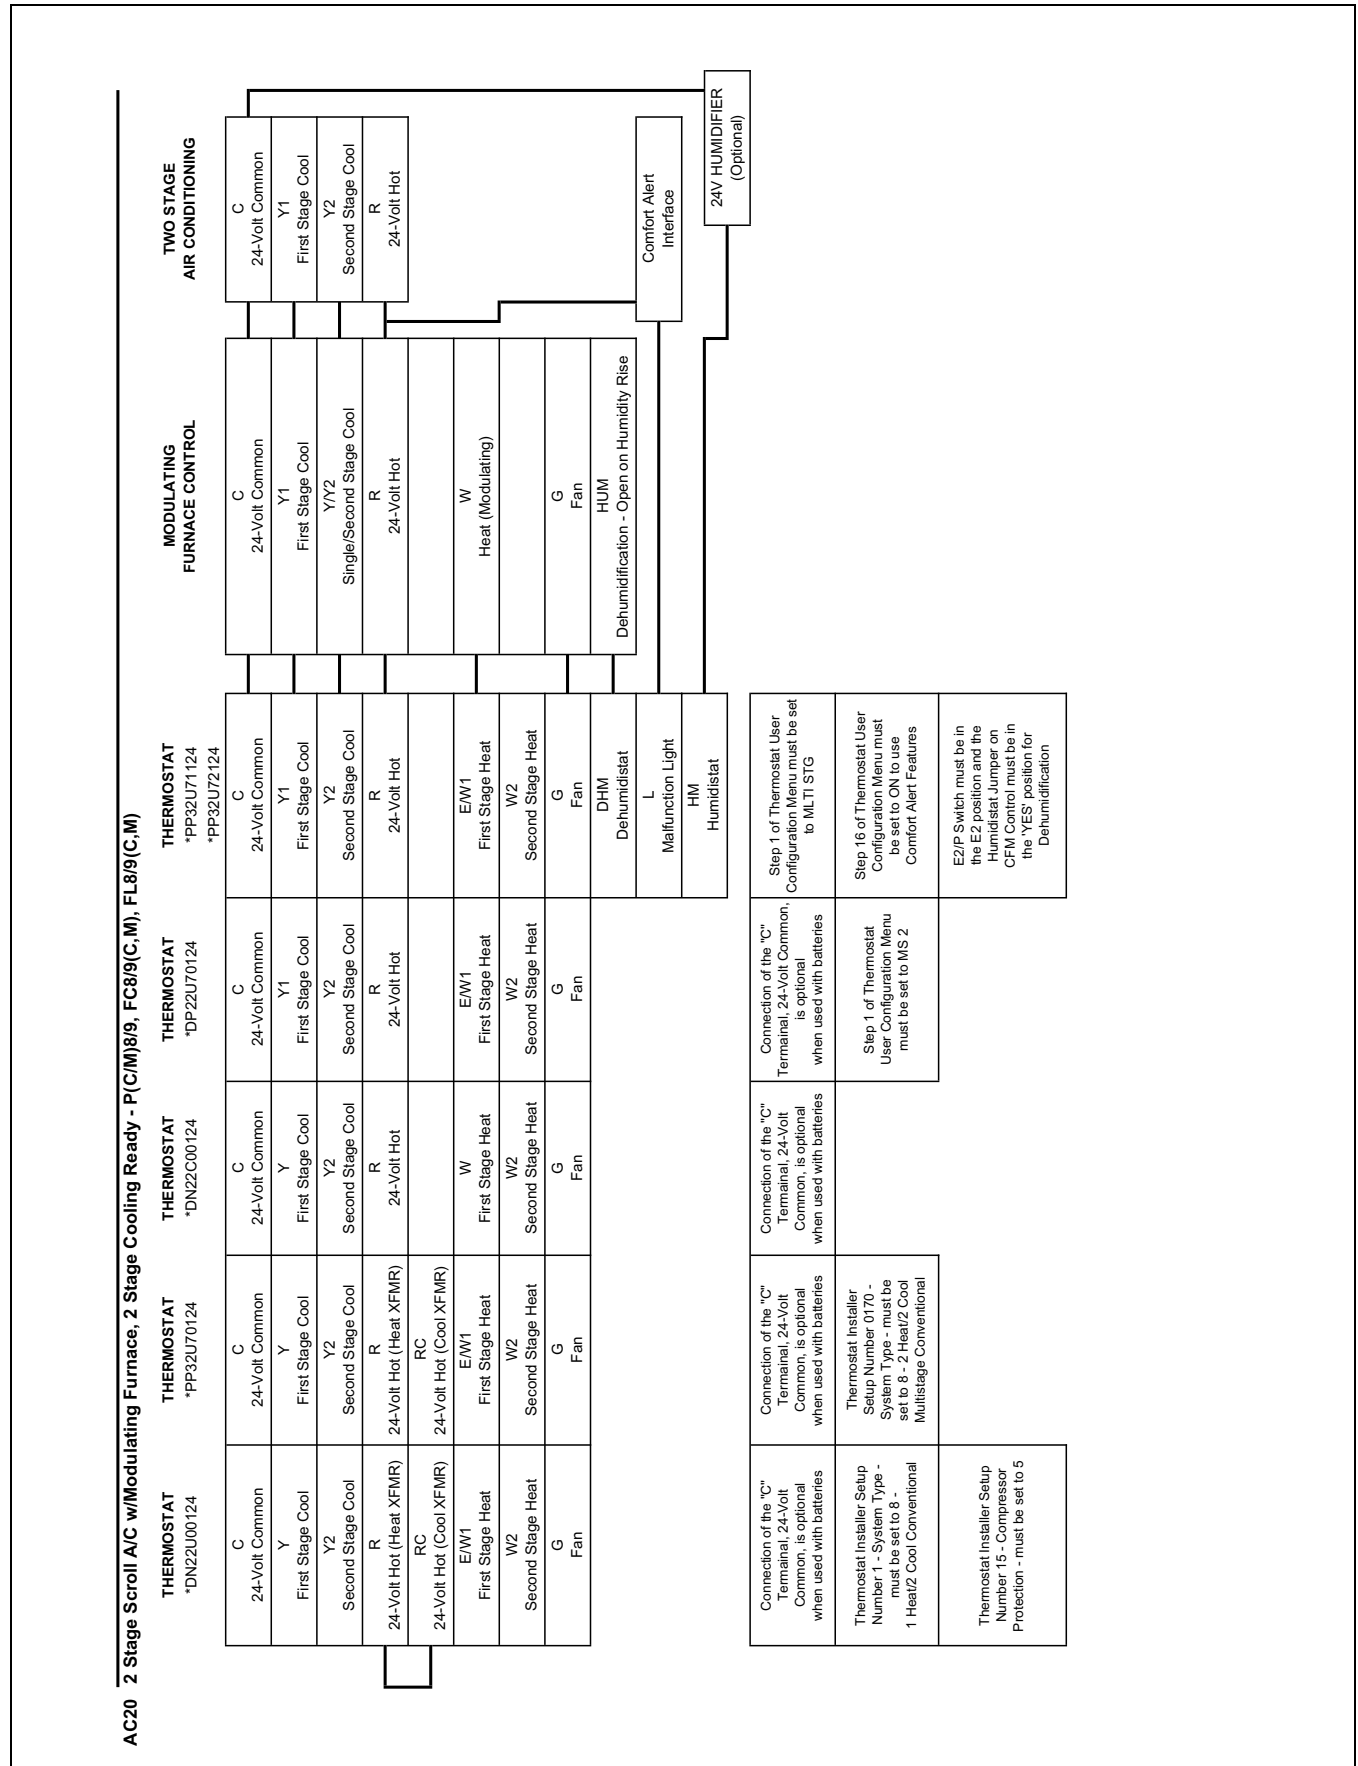 AC20 2 Stage Scroll A/C w/Modulating Furnace, 2 Stage Cooling Ready - P(C/M)8/9, FC8/9(C,M), FL8/9(C,M)
THERMOSTAT
*DN22U00124
C
24-Volt Common
Y
First Stage Cool
Y2
Second Stage Cool
R
24-Volt Hot (Heat XFMR)
RC
24-Volt Hot (Cool XFMR)
E/W1
First Stage Heat
W2
Second Stage Heat
G
Fan
Connection of the "C"
Termainal, 24-Volt
Common, is optional
when used with batteries
Thermostat Installer Setup
Number 1 - System Type -
must be set to 8 -
1 Heat/2 Cool Conventional
Thermostat Installer Setup
Number 15 - Compressor
Protection - must be set to 5
THERMOSTAT
*PP32U70124
C
24-Volt Common
Y
First Stage Cool
Y2
Second Stage Cool
R
24-Volt Hot (Heat XFMR)
RC
24-Volt Hot (Cool XFMR)
E/W1
First Stage Heat
W2
Second Stage Heat
G
Fan
Connection of the "C"
Termainal, 24-Volt
Common, is optional
when used with batteries
Thermostat Installer
Setup Number 0170 -
System Type - must be
set to 8 - 2 Heat/2 Cool
Multistage Conventional
THERMOSTAT
*DN22C00124
C
24-Volt Common
Y
First Stage Cool
Y2
Second Stage Cool
R
24-Volt Hot
W
First Stage Heat
W2
Second Stage Heat
G
Fan
Connection of the "C"
Termainal, 24-Volt
Common, is optional
when used with batteries
THERMOSTAT
*DP22U70124
C
24-Volt Common
Y1
First Stage Cool
Y2
Second Stage Cool
R
24-Volt Hot
E/W1
First Stage Heat
W2
Second Stage Heat
G
Fan
Connection of the "C"
Termainal, 24-Volt Common,
is optional
when used with batteries
Step 1 of Thermostat
User Configuration Menu
must be set to MS 2
THERMOSTAT
*PP32U71124
*PP32U72124
C
24-Volt Common
Y1
First Stage Cool
Y2
Second Stage Cool
R
24-Volt Hot
E/W1
First Stage Heat
W2
Second Stage Heat
G
Fan
DHM
Dehumidistat
L
Malfunction Light
HM
Humidistat
Step 1 of Thermostat User
Configuration Menu must be set
to MLTI STG
Step 16 of Thermostat User
Configuration Menu must
be set to ON to use
Comfort Alert Features
E2/P Switch must be in
the E2 position and the
Humidistat Jumper on
CFM Control must be in
the 'YES' position for
Dehumidification
MODULATING
FURNACE CONTROL
C
24-Volt Common
Y1
First Stage Cool
Y/Y2
Single/Second Stage Cool
R
24-Volt Hot
W
Heat (Modulating)
G
Fan
HUM
Dehumidification - Open on Humidity Rise
TWO STAGE
AIR CONDITIONING
C
24-Volt Common
Y1
First Stage Cool
Y2
Second Stage Cool
R
24-Volt Hot
Comfort Alert
Interface
24V HUMIDIFIER
(Optional)